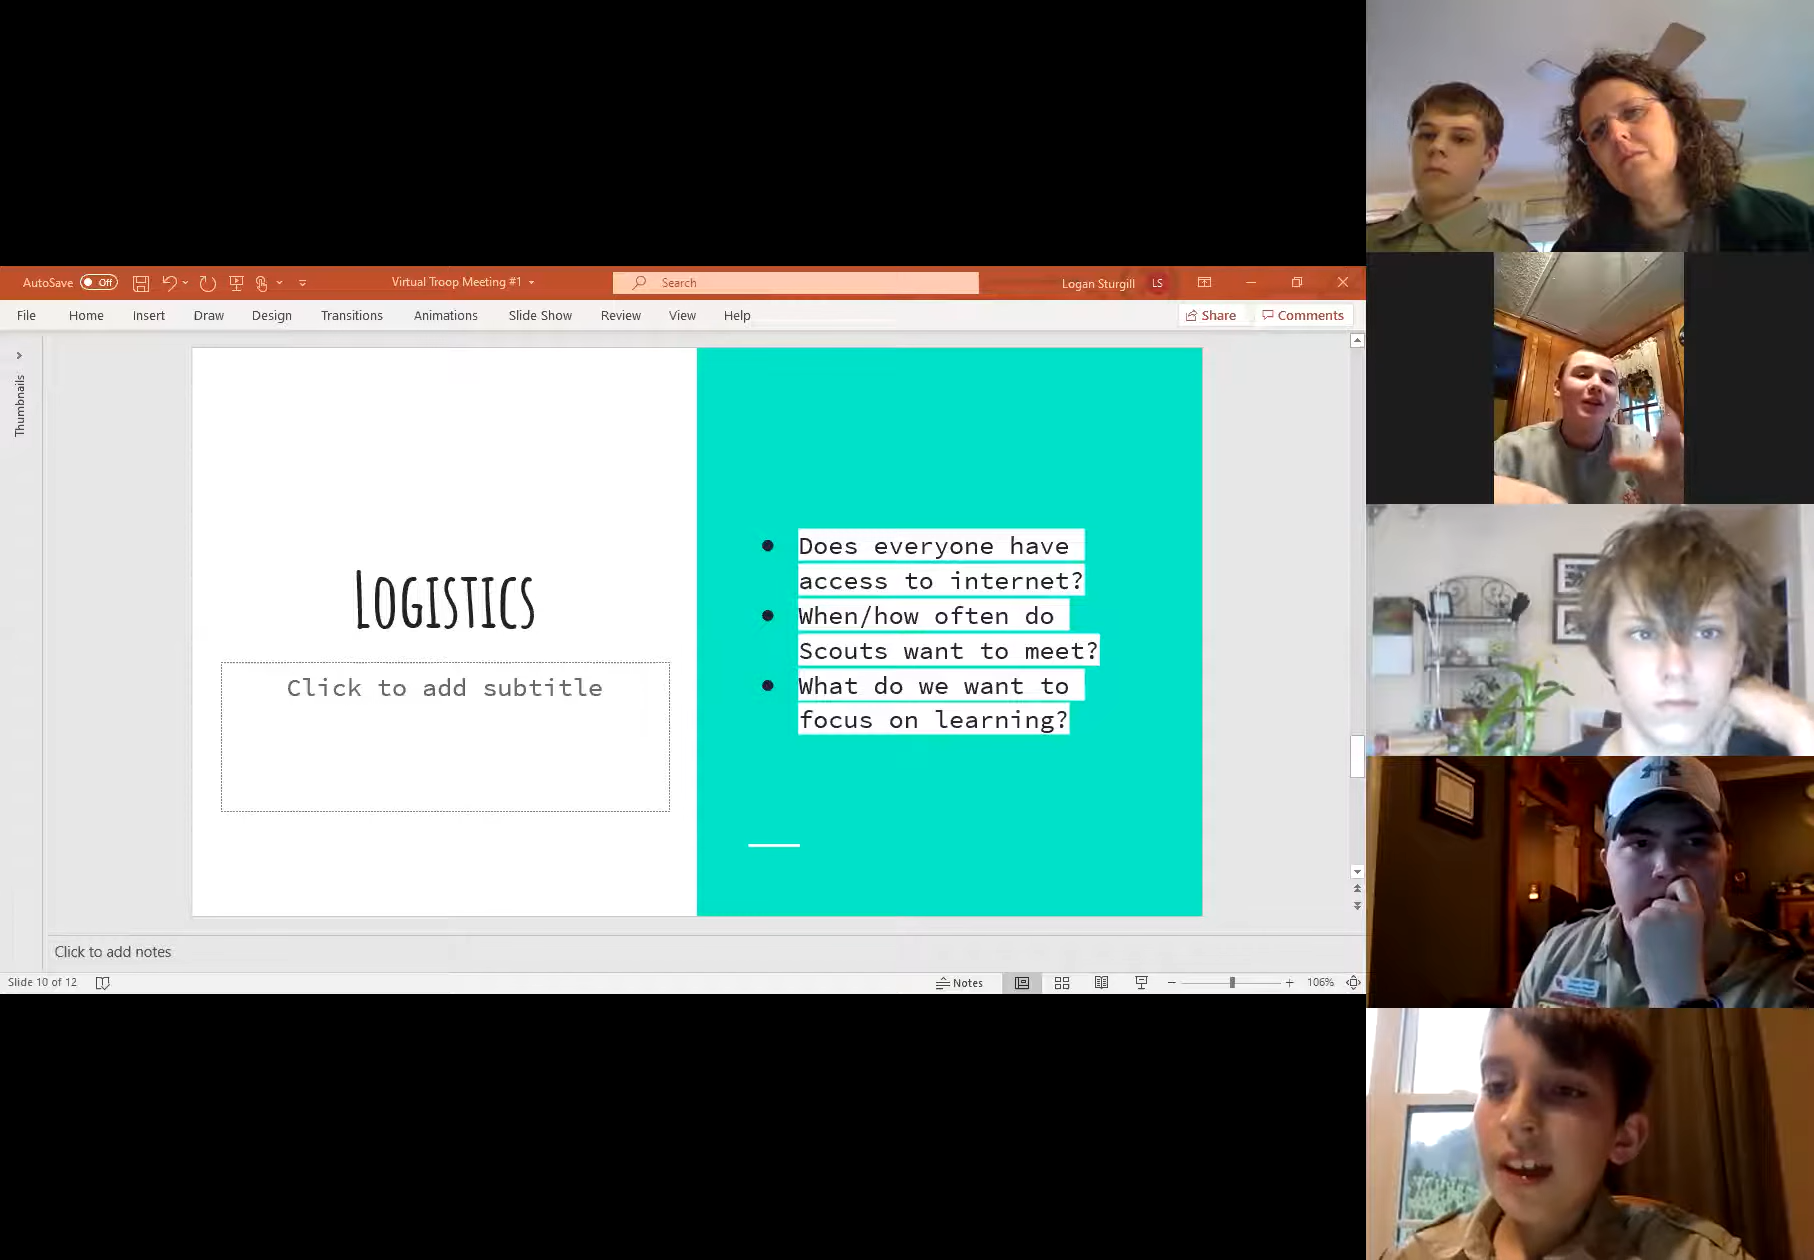 AutoSave Off
Virtual Troop Meeting #1
Search
Logan Sturgill LS
File Home Insert Draw Design Transitions Animations Slide Show Review View Help
Share Comments
Thumbnails
LOGISTICS
Click to add subtitle
Does everyone have
access to internet?
When/how often do
Scouts want to meet?
What do we want to
focus on learning?
Click to add notes
Slide 10 of 12
Notes
106%